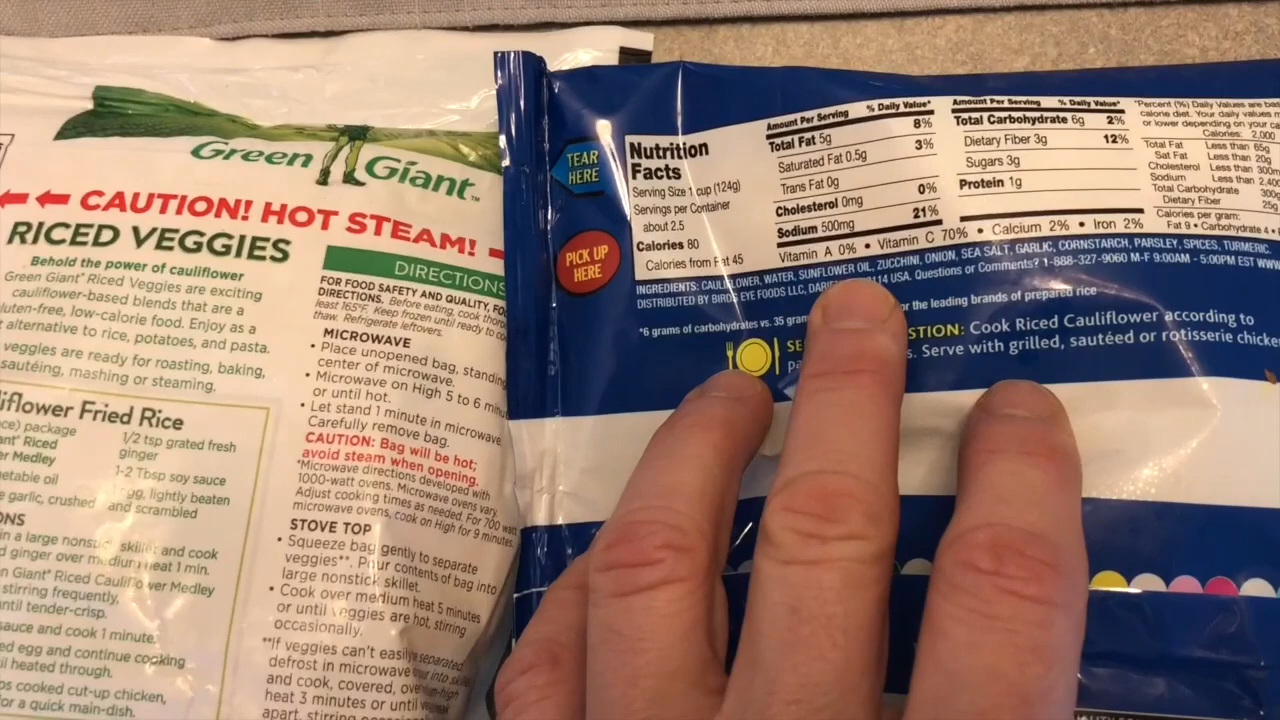 Green Giant™
CAUTION! HOT STEAM!
RICED VEGGIES
Behold the power of cauliflower
Green Giant® Riced Veggies are exciting
cauliflower-based blends that are a
gluten-free, low-calorie food. Enjoy as a
alternative to rice, potatoes, and pasta.
veggies are ready for roasting, baking,
sautéing, mashing or steaming.
Fried Rice
package
Riced
Medley
oil
garlic, crushed
1/2 tsp grated fresh
ginger
1-2 Tbsp soy sauce
egg, lightly beaten
and scrambled
in a large nonstick skillet and cook
ginger over medium heat 1 min.
Giant® Riced Cauliflower Medley
stirring frequently,
until tender-crisp.
sauce and cook 1 minute,
egg and continue cooking
heated through.
cooked cut-up chicken,
for a quick main-dish.
DIRECTIONS
FOR FOOD SAFETY AND QUALITY,
DIRECTIONS. Before eating, cook
least 165°F. Keep frozen until ready to
thaw. Refrigerate leftovers.
MICROWAVE
• Place unopened bag, standing
center of microwave.
• Microwave on High 5 to 6
or until hot.
• Let stand 1 minute in microwave.
Carefully remove bag.
CAUTION: Bag will be hot;
avoid steam when opening.
*Microwave directions developed with
1000-watt ovens. Microwave ovens vary.
Adjust cooking times as needed. For 700 watt
microwave ovens, cook on High for 9 minutes.
STOVE TOP
• Squeeze bag gently to separate
veggies**. Pour contents of bag into
large nonstick skillet.
• Cook over medium heat 5 minutes
or until veggies are hot, stirring
occasionally.
**If veggies can't easily separated,
defrost in microwave into
and cook, covered, over
heat 3 minutes or until
apart, stirring
TEAR
HERE
PICK UP
HERE
Nutrition
Facts
Serving Size 1 cup (124g)
Servings per Container
about 2.5
Calories 80
Calories from Fat 45
Amount Per Serving % Daily Value*
Total Fat 5g 8%
Saturated Fat 0.5g 3%
Trans Fat 0g
Cholesterol 0mg 0%
Sodium 500mg 21%
Amount Per Serving % Daily Value*
Total Carbohydrate 6g 2%
Dietary Fiber 3g 12%
Sugars 3g
Protein 1g
Vitamin A 0% • Vitamin C 70% • Calcium 2% • Iron 2%
*Percent (%) Daily Values are
calorie diet. Your daily values
or lower depending on your
Calories: 2,000
Total Fat Less than 65g
Sat Fat Less than 20g
Cholesterol Less than
Sodium Less than
Total Carbohydrate
Dietary Fiber 25g
Calories per gram:
Fat 9 • Carbohydrate 4 •
INGREDIENTS: CAULIFLOWER, WATER, SUNFLOWER OIL, ZUCCHINI, ONION, SEA SALT, GARLIC, CORNSTARCH, PARSLEY, SPICES, TURMERIC.
DISTRIBUTED BY BIRDS EYE FOODS LLC, USA. Questions or Comments? 1-888-327-9060 M-F 9:00AM - 5:00PM EST
*6 grams of carbohydrates vs. 35 for the leading brands of prepared rice
STION: Cook Riced Cauliflower according to
Serve with grilled, sautéed or rotisserie